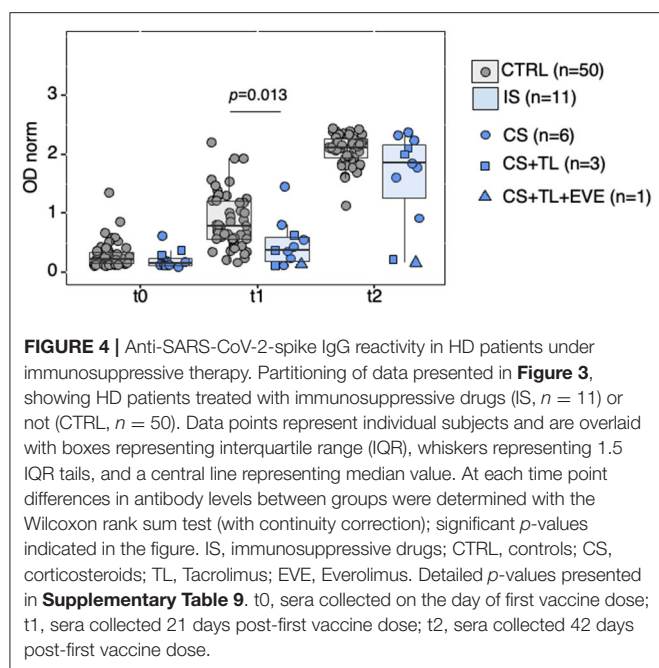 CTRL (n=50)
IS (n=11)
CS (n=6)
CS+TL (n=3)
CS+TL+EVE (n=1)
p=0.013
OD norm
3
2
1
0
t0
t1
t2
FIGURE 4 | Anti-SARS-CoV-2-spike IgG reactivity in HD patients under
immunosuppressive therapy. Partitioning of data presented in Figure 3,
showing HD patients treated with immunosuppressive drugs (IS, n = 11) or
not (CTRL, n = 50). Data points represent individual subjects and are overlaid
with boxes representing interquartile range (IQR), whiskers representing 1.5
IQR tails, and a central line representing median value. At each time point
differences in antibody levels between groups were determined with the
Wilcoxon rank sum test (with continuity correction); significant p-values
indicated in the figure. IS, immunosuppressive drugs; CTRL, controls; CS,
corticosteroids; TL, Tacrolimus; EVE, Everolimus. Detailed p-values presented
in Supplementary Table 9. t0, sera collected on the day of first vaccine dose;
t1, sera collected 21 days post-first vaccine dose; t2, sera collected 42 days
post-first vaccine dose.